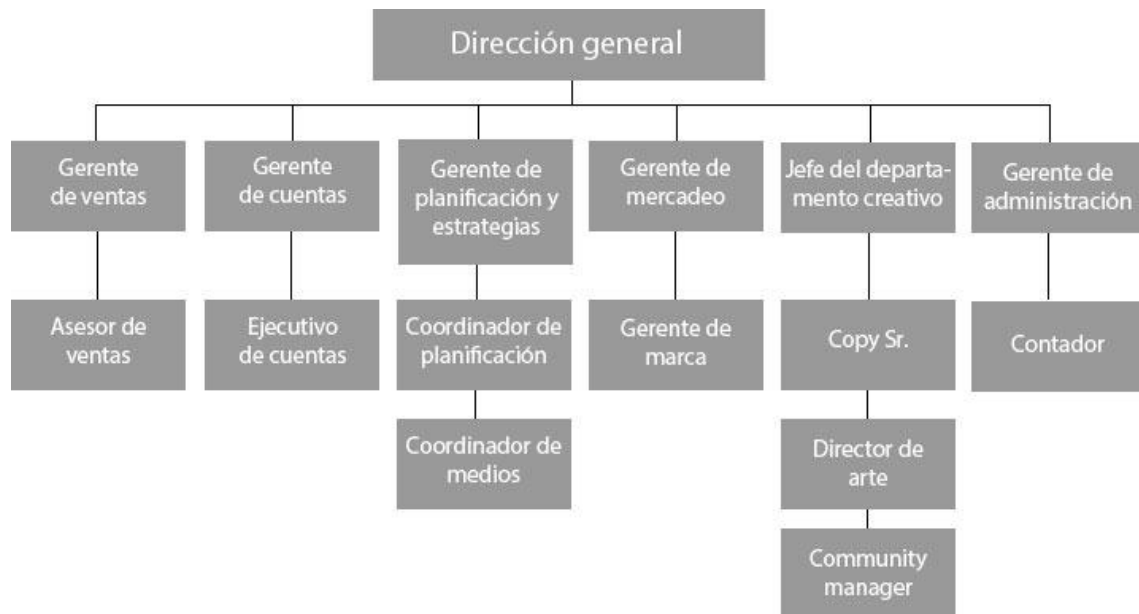 Dirección general
Gerente
de ventas
Gerente
de cuentas
Gerente de
planificación y
estrategias
Gerente de
mercadeo
Jefe del departa-
mento creativo
Gerente de
administración
Asesor de
ventas
Ejecutivo
de cuentas
Coordinador de
planificación
Gerente de
marca
Copy Sr.
Contador
Coordinador de
medios
Director de
arte
Community
manager